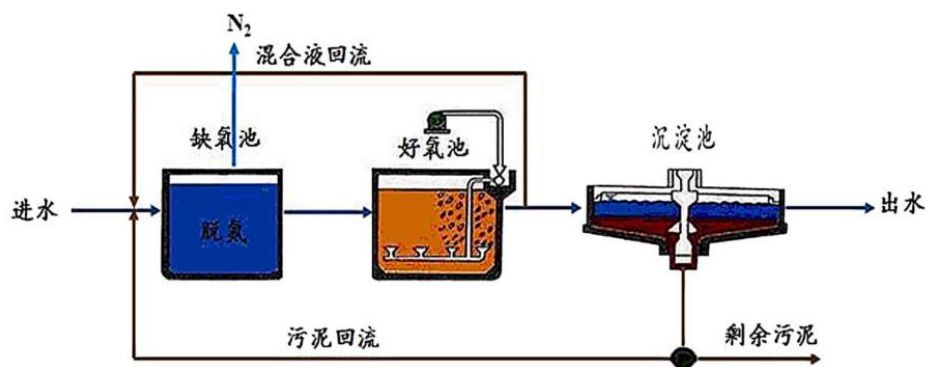 N₂
混合液回流
缺氧池
好氧池
沉淀池
进水
脱氮
出水
污泥回流
剩余污泥